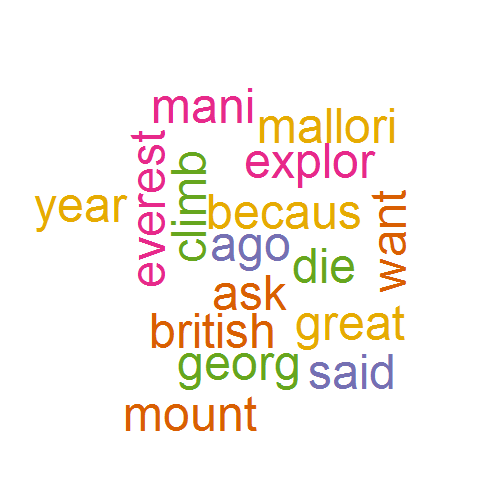 mani
mallori
explor
everest
climb
year
becaus
want
ago
die
ask
great
british
georg
said
mount